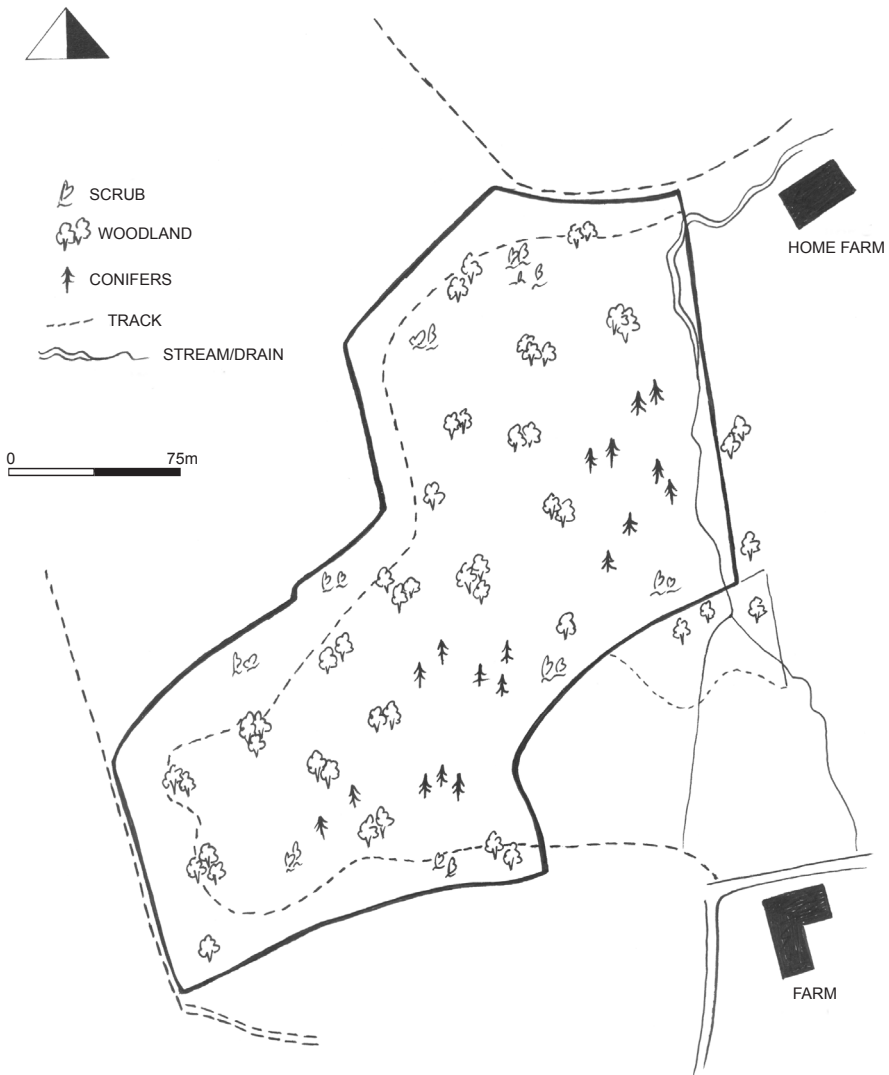 SCRUB
WOODLAND
CONIFERS
TRACK
STREAM/DRAIN
0 75m
HOME FARM
FARM